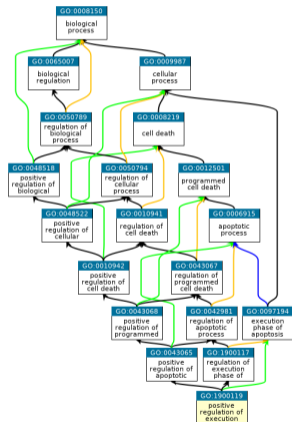 GO:0008150
biological
process
GO:0065007
biological
regulation
GO:0009987
cellular
process
GO:0050789
regulation of
biological
process
GO:0008219
cell death
GO:0048518
positive
regulation of
biological
GO:0050794
regulation of
cellular
process
GO:0012501
programmed
cell death
GO:0048522
positive
regulation of
cellular
GO:0010941
regulation of
cell death
GO:0006915
apoptotic
process
GO:0010942
positive
regulation of
cell death
GO:0043067
regulation of
programmed
cell death
GO:0043068
positive
regulation of
programmed
GO:0042981
regulation of
apoptotic
process
GO:0097194
execution
phase of
apoptosis
GO:0043065
positive
regulation of
apoptotic
GO:1900117
regulation of
execution
phase of
GO:1900119
positive
regulation of
execution